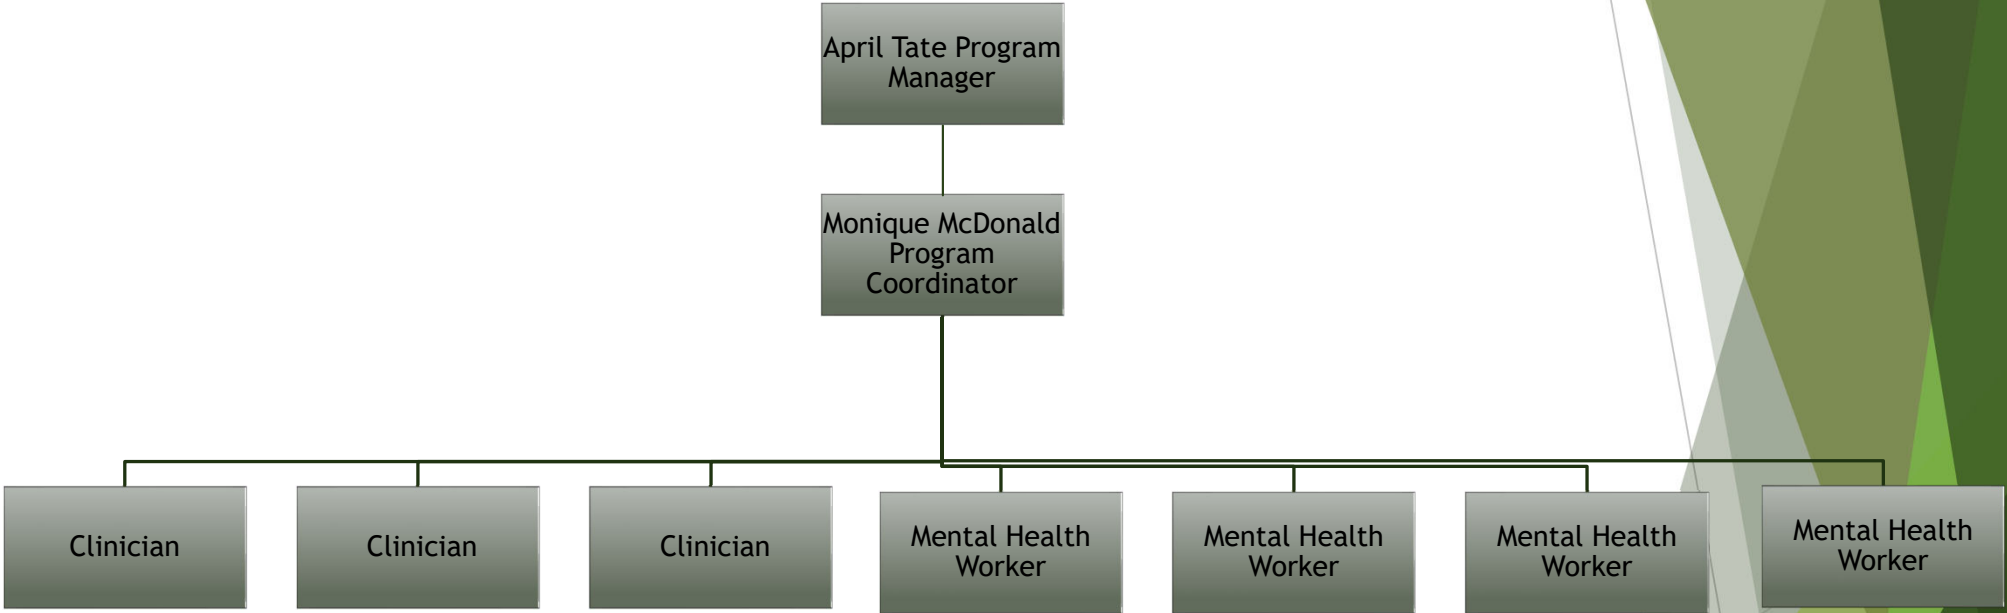 April Tate Program
Manager
Monique McDonald
Program
Coordinator
Clinician
Clinician
Clinician
Mental Health
Worker
Mental Health
Worker
Mental Health
Worker
Mental Health
Worker